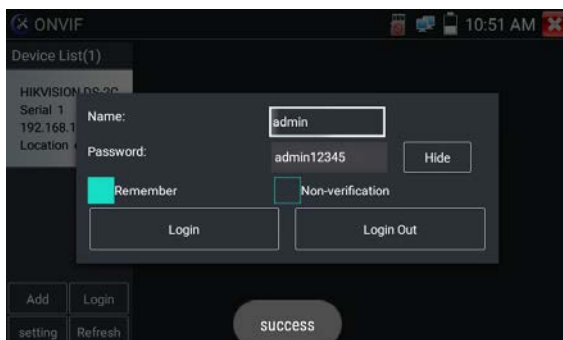 ONVIF
10:51 AM
Device List(1)
HIKVISION DS-2C
Serial 1
192.168.1
Location
Name:
admin
Password:
admin12345
Hide
Remember
Non-verification
Login
Login Out
Add
Login
success
setting
Refresh